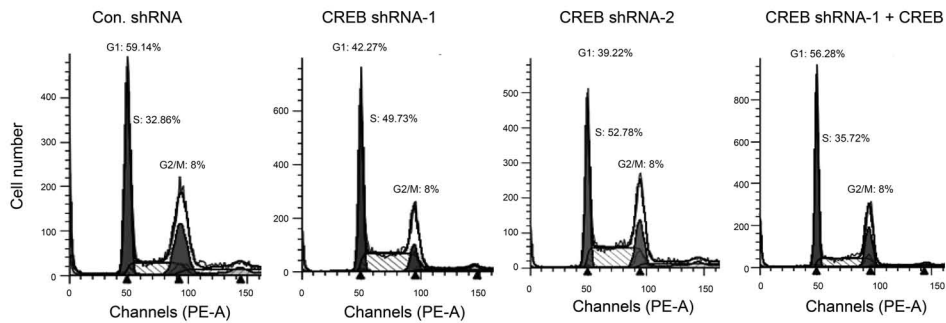 Con. shRNA
CREB shRNA-1
CREB shRNA-2
CREB shRNA-1 + CREB
Cell number
G1: 59.14%
S: 32.86%
G2/M: 8%
400
300
200
100
0
0 50 100 150
Channels (PE-A)
G1: 42.27%
S: 49.73%
G2/M: 8%
600
400
200
0
0 50 100 150
Channels (PE-A)
G1: 39.22%
S: 52.78%
G2/M: 8%
500
400
300
200
100
0
0 50 100 150
Channels (PE-A)
G1: 56.28%
S: 35.72%
G2/M: 8%
800
600
400
200
0
0 50 100 150
Channels (PE-A)